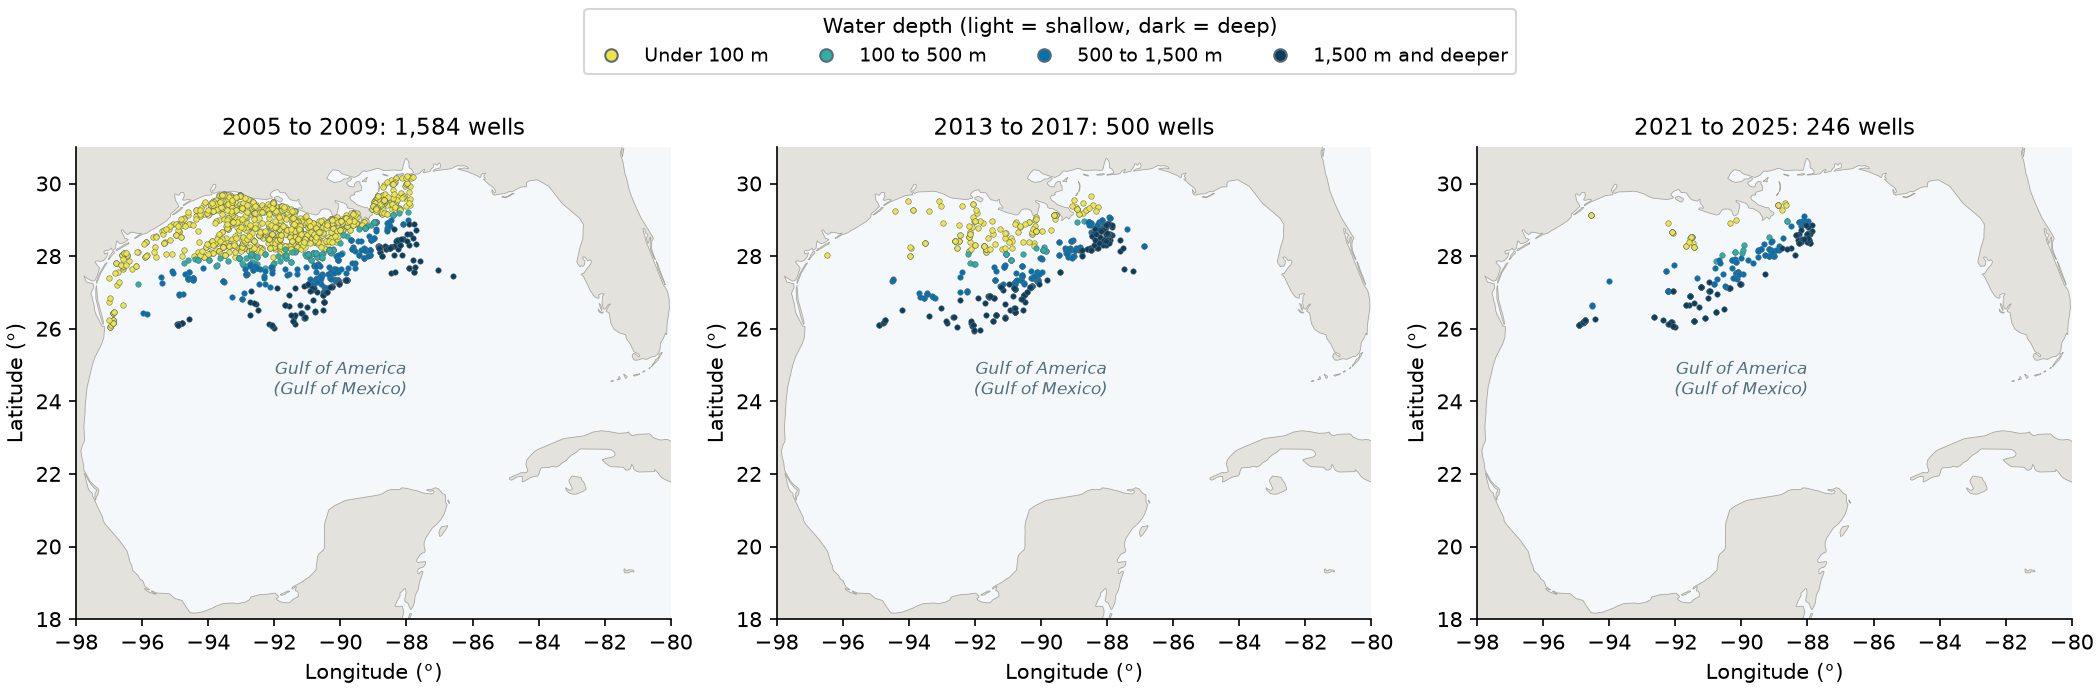 Water depth (light = shallow, dark = deep)
Under 100 m 100 to 500 m 500 to 1,500 m 1,500 m and deeper
2005 to 2009: 1,584 wells
30
28
26
24
22
20
18
Latitude (°)
Gulf of America
(Gulf of Mexico)
−98 −96 −94 −92 −90 −88 −86 −84 −82 −80
Longitude (°)
2013 to 2017: 500 wells
30
28
26
24
22
20
18
Latitude (°)
Gulf of America
(Gulf of Mexico)
−98 −96 −94 −92 −90 −88 −86 −84 −82 −80
Longitude (°)
2021 to 2025: 246 wells
30
28
26
24
22
20
18
Latitude (°)
Gulf of America
(Gulf of Mexico)
−98 −96 −94 −92 −90 −88 −86 −84 −82 −80
Longitude (°)